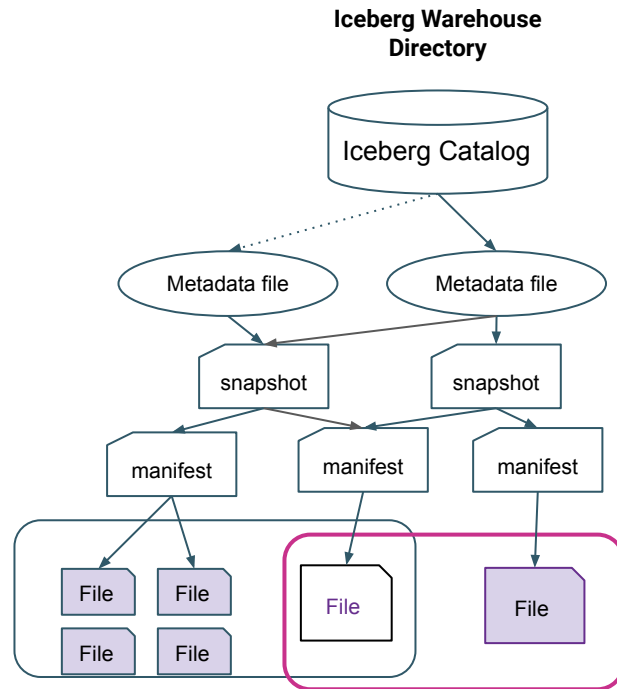 Iceberg Warehouse
Directory
Iceberg Catalog
Metadata file
Metadata file
snapshot
snapshot
manifest
manifest
manifest
File
File
File
File
File
File